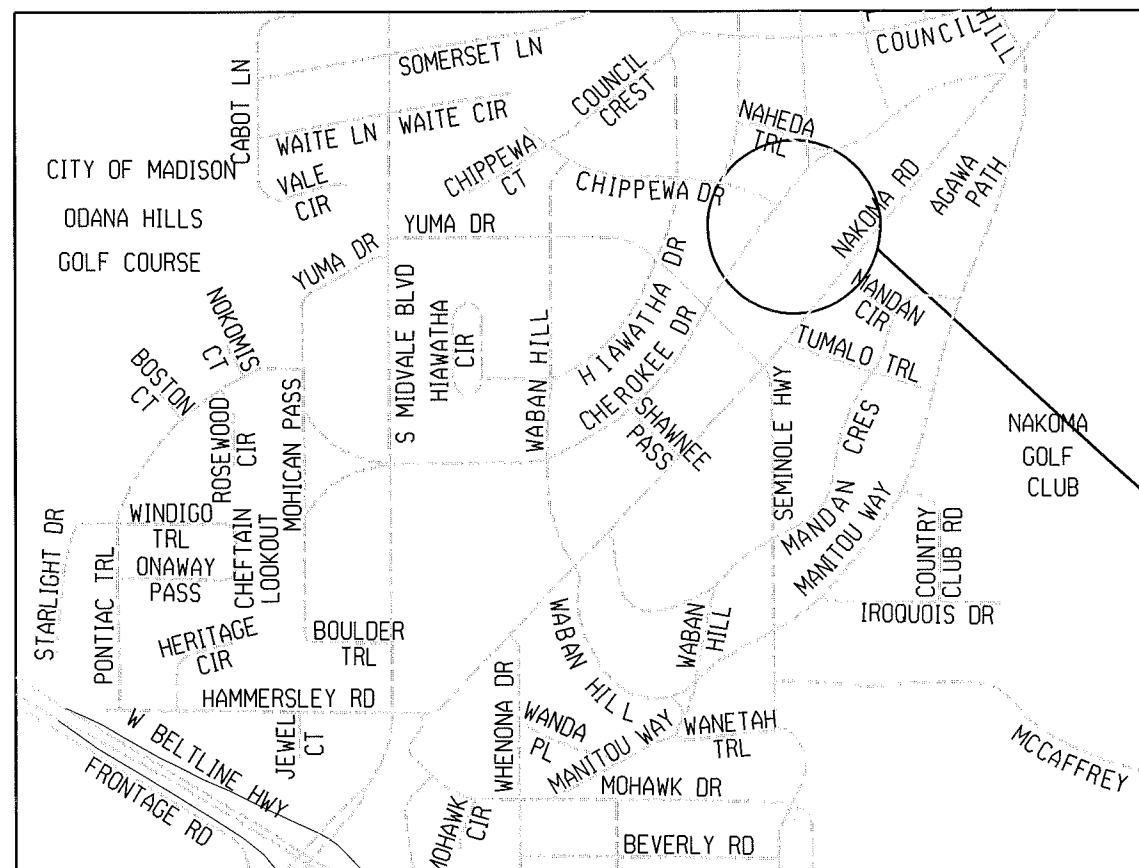 COUNCIL
HILL
SOMERSET LN
CABOT LN
COUNCIL
CREST
WAITE LN
WAITE CIR
NAHEDA
TRL
CITY OF MADISON
VALE
CIR
CHIPPEWA
CT
CHIPPEWA DR
NAKOMA RD
AGAWA
PATH
ODANA HILLS
GOLF COURSE
YUMA DR
YUMA DR
NOKOMIS
CT
BOSTON
CT
S MIDVALE BLVD
HIAWATHA
CIR
WABAN HILL
HIAWATHA DR
CHEROKEE DR
MANDAN
CIR
TUMALO TRL
ROSEWOOD
CIR
MOHICAN PASS
SHAWNEE
PASS
SEMINOLE HWY
MANDAN CRES
MANITOU WAY
NAKOMA
GOLF
CLUB
STARLIGHT DR
WINDIGO
TRL
ONAWAY
PASS
CHEFTAIN
LOOKOUT
PONTIAC TRL
COUNTRY
CLUB RD
IROQUOIS DR
HERITAGE
CIR
BOULDER
TRL
WABAN HILL
WABAN
HILL
HAMMERSLEY RD
W BELTLINE HWY
FRONTAGE RD
JEWEL
CT
WHENONA DR
WANDA
PL
MANITOU WAY
WANETAH
TRL
MCCAFFREY
MOHAWK DR
MOHAWK
CIR
BEVERLY RD